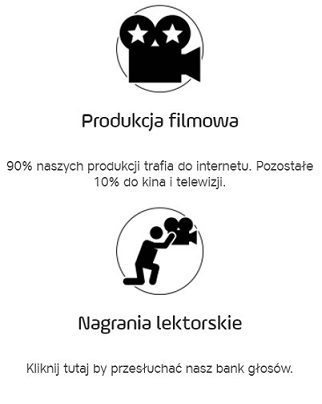 Produkcja filmowa
90% naszych produkcji trafia do internetu. Pozostałe
10% do kina i telewizji.
Nagrania lektorskie
Kliknij tutaj by przesłuchać nasz bank głosów.